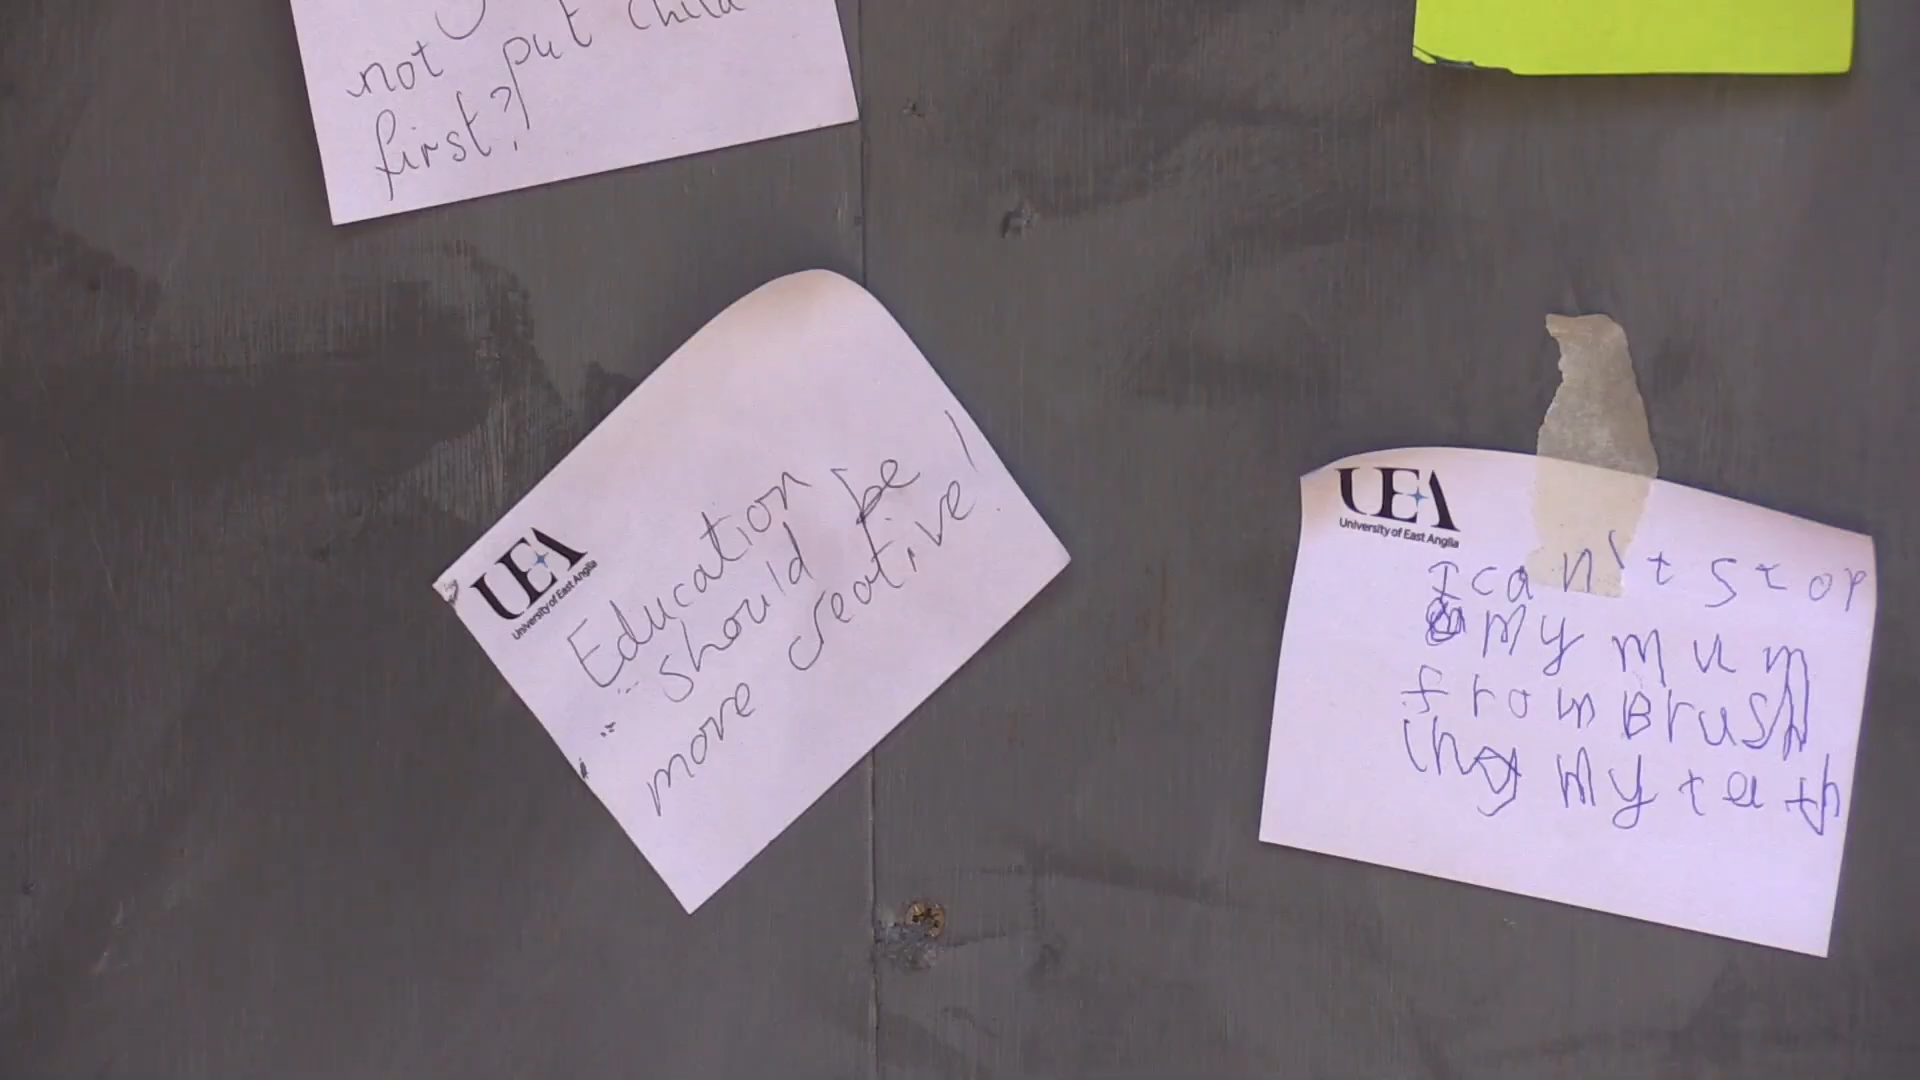 not put child
first?
UEA
University of East Anglia
Education
should be
more creative!
UEA
University of East Anglia
I can't stop
my mum
from Brush
ing my teath